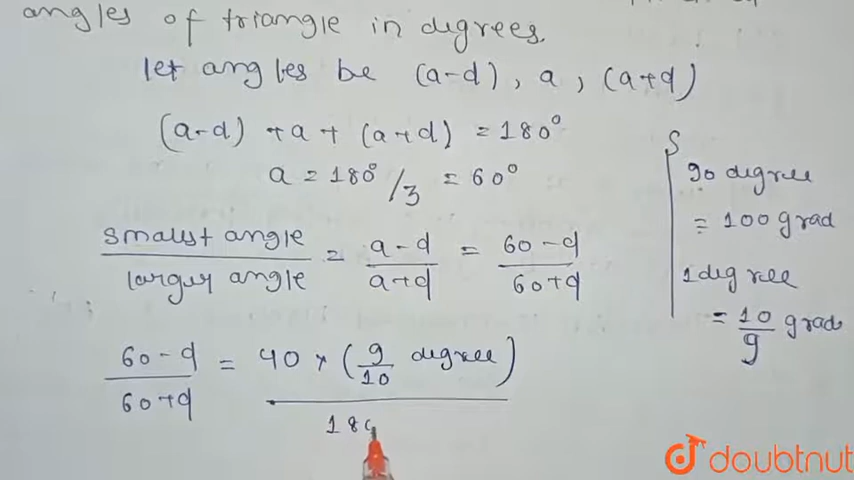 angles of triangle in degrees.
let angles be (a-d), a, (a+d)
(a-d) + a + (a+d) = 180°
a = 180°/3 = 60°
smallest angle / larger angle = a-d / a+d = 60-d / 60+d
60-d / 60+d = 40 × (9/10 degree) / 18
90 degree
= 100 grad
1 degree
= 10/9 grad
doubtnut